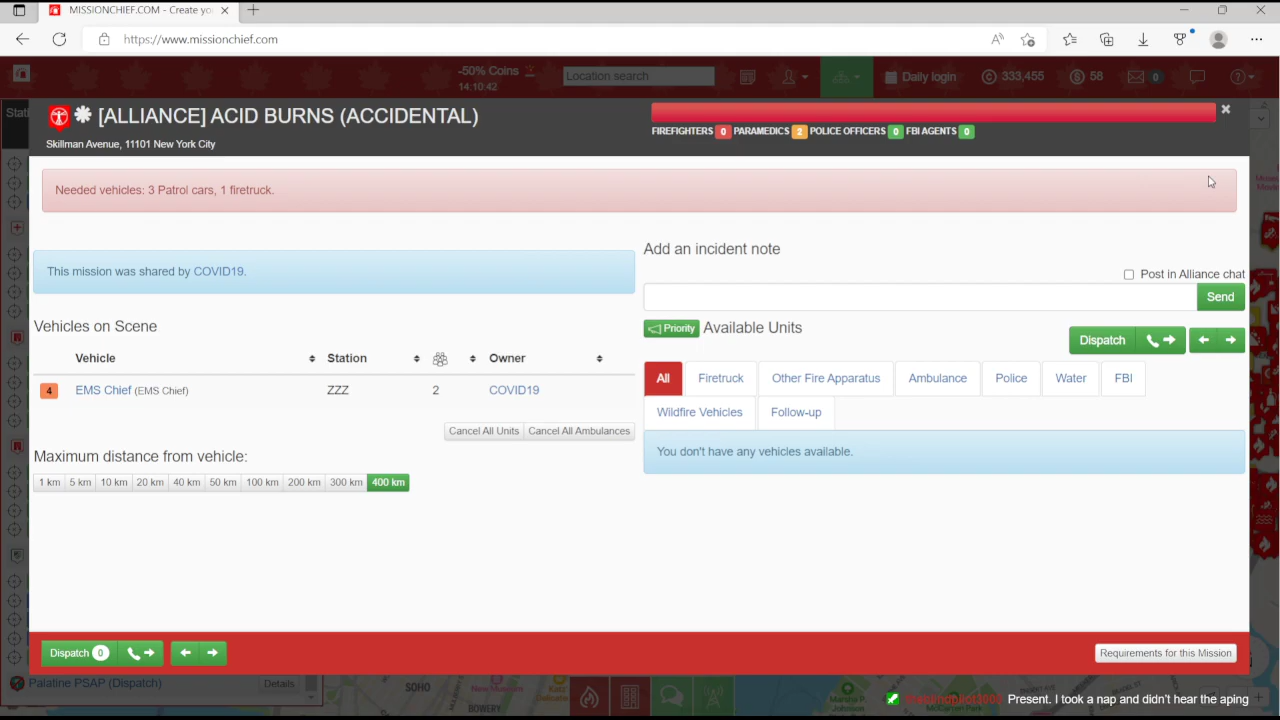 MISSIONCHIEF.COM - Create yo
https://www.missionchief.com
-50% Coins
14:10:42
Location search
Daily login
333,455
58
0
[ALLIANCE] ACID BURNS (ACCIDENTAL)
Skillman Avenue, 11101 New York City
FIREFIGHTERS 0 PARAMEDICS 2 POLICE OFFICERS 0 FBI AGENTS 0
Needed vehicles: 3 Patrol cars, 1 firetruck.
This mission was shared by COVID19.
Vehicles on Scene
Vehicle Station Owner
4 EMS Chief (EMS Chief) ZZZ 2 COVID19
Cancel All Units Cancel All Ambulances
Maximum distance from vehicle:
1 km 5 km 10 km 20 km 40 km 50 km 100 km 200 km 300 km 400 km
Add an incident note
Post in Alliance chat
Send
Priority Available Units
Dispatch
All Firetruck Other Fire Apparatus Ambulance Police Water FBI
Wildfire Vehicles Follow-up
You don't have any vehicles available.
Dispatch 0
Requirements for this Mission
Palatine PSAP (Dispatch) Details
SOHO
BOWERY
Present. I took a nap and didn't hear the aping